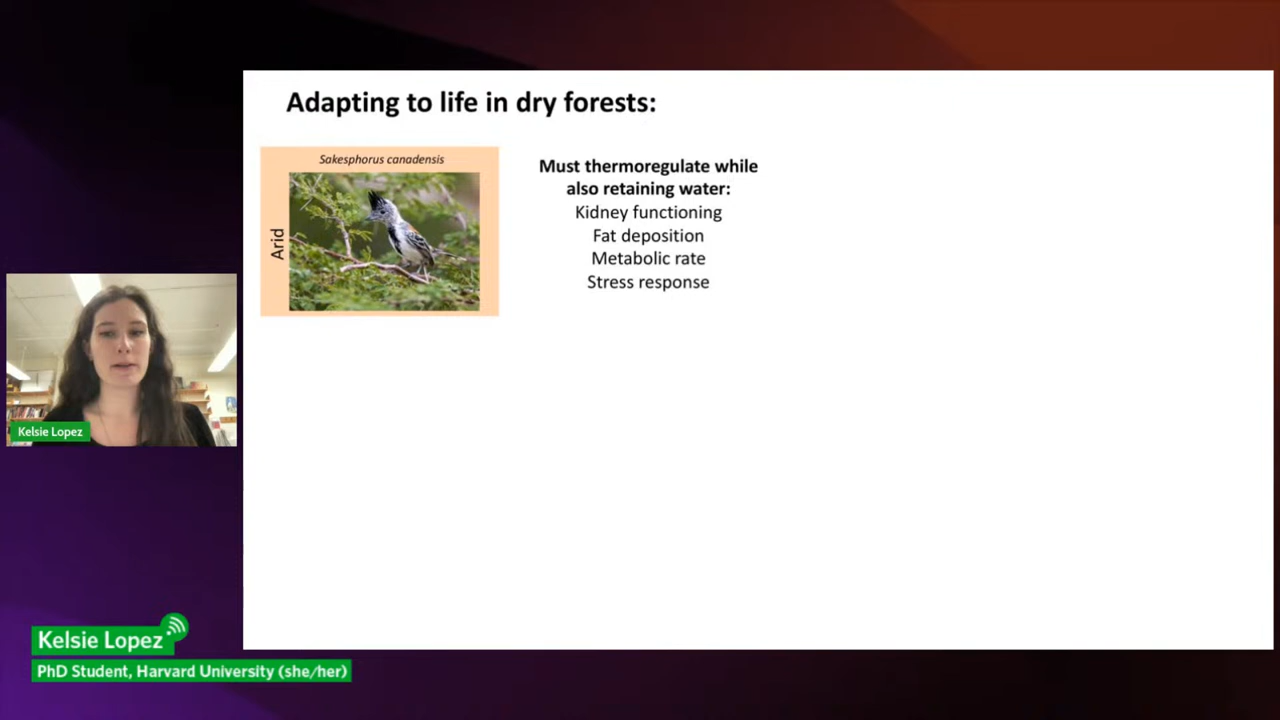 Adapting to life in dry forests:
Sakesphorus canadensis
Arid
Must thermoregulate while
also retaining water:
Kidney functioning
Fat deposition
Metabolic rate
Stress response
Kelsie Lopez
Kelsie Lopez
PhD Student, Harvard University (she/her)